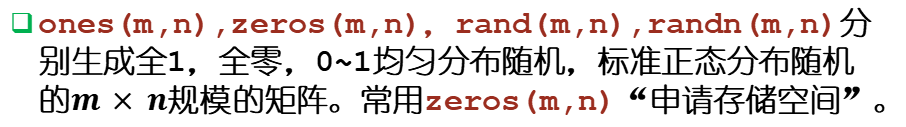 ❑ones(m,n),zeros(m,n), rand(m,n),randn(m,n)分
别生成全1，全零，0~1均匀分布随机，标准正态分布随机
的m × n规模的矩阵。常用zeros(m,n)“申请存储空间”。